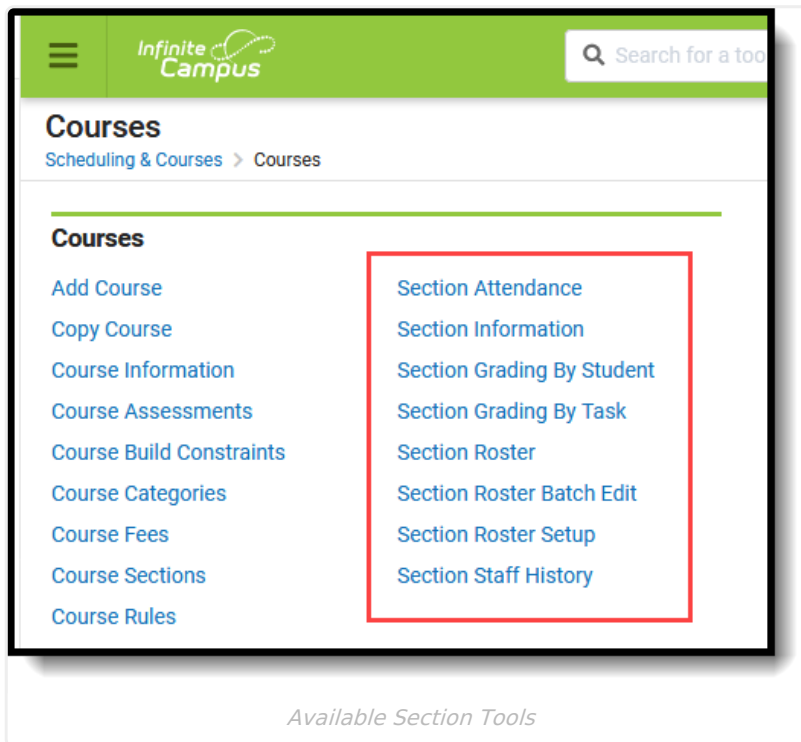 Infinite
Campus
Search for a too
Courses
Scheduling & Courses > Courses
Courses
Add Course
Copy Course
Course Information
Course Assessments
Course Build Constraints
Course Categories
Course Fees
Course Sections
Course Rules
Section Attendance
Section Information
Section Grading By Student
Section Grading By Task
Section Roster
Section Roster Batch Edit
Section Roster Setup
Section Staff History
Available Section Tools